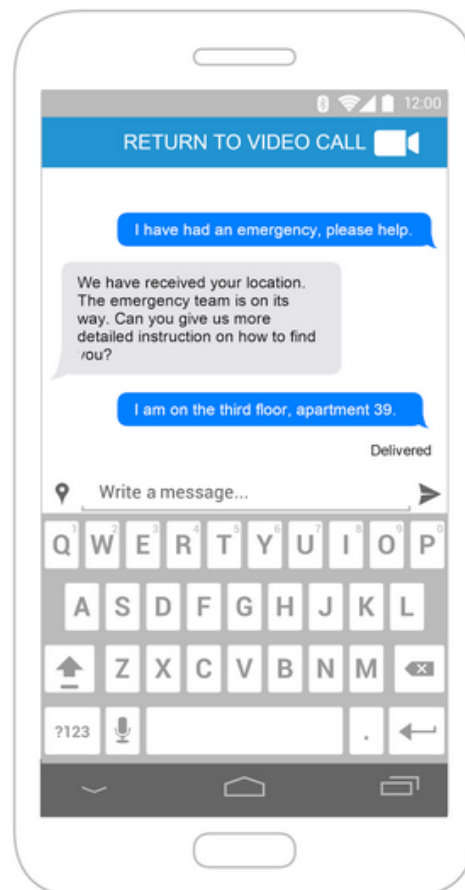 12:00
RETURN TO VIDEO CALL
I have had an emergency, please help.
We have received your location.
The emergency team is on its
way. Can you give us more
detailed instruction on how to find
you?
I am on the third floor, apartment 39.
Delivered
Write a message...
1 2 3 4 5 6 7 8 9 0
Q W E R T Y U I O P
A S D F G H J K L
Z X C V B N M
?123 .